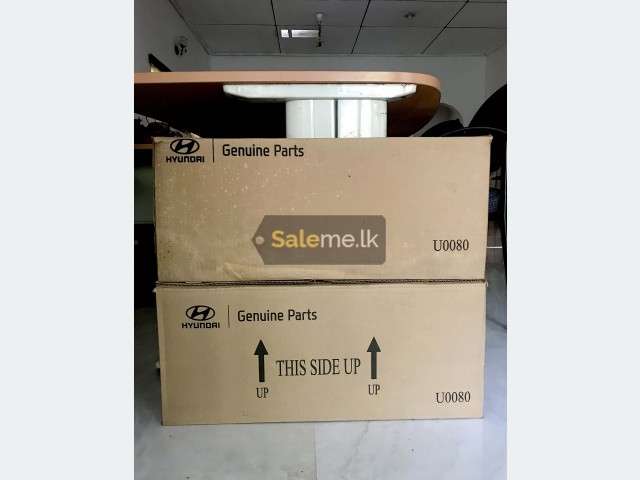 HYUNDAI
Genuine Parts
Saleme.lk
U0080
HYUNDAI
Genuine Parts
THIS SIDE UP
UP
UP
U0080